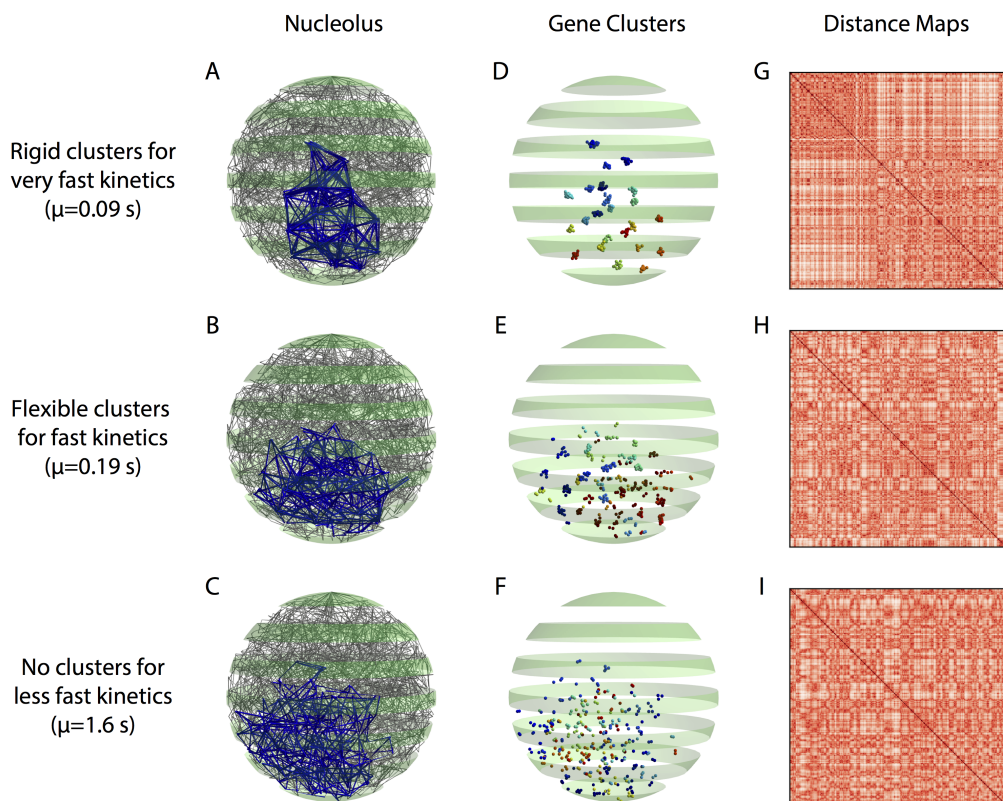 Nucleolus
Gene Clusters
Distance Maps
A
D
G
Rigid clusters for
very fast kinetics
(μ=0.09 s)
B
E
H
Flexible clusters
for fast kinetics
(μ=0.19 s)
C
F
I
No clusters for
less fast kinetics
(μ=1.6 s)